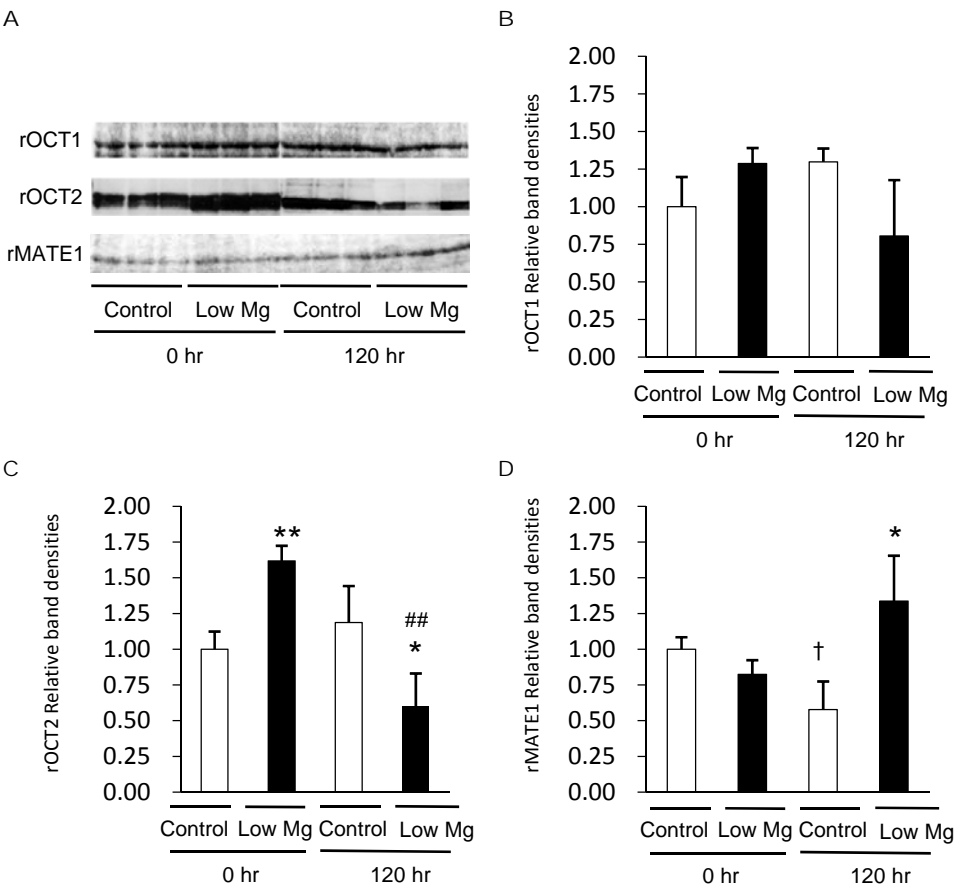 A
rOCT1
rOCT2
rMATE1
Control Low Mg Control Low Mg
0 hr 120 hr
B
rOCT1 Relative band densities
2.00
1.75
1.50
1.25
1.00
0.75
0.50
0.25
0.00
Control Low Mg Control Low Mg
0 hr 120 hr
C
rOCT2 Relative band densities
2.00
1.75
1.50
1.25
1.00
0.75
0.50
0.25
0.00
**
##
*
Control Low Mg Control Low Mg
0 hr 120 hr
D
rMATE1 Relative band densities
2.00
1.75
1.50
1.25
1.00
0.75
0.50
0.25
0.00
*
†
Control Low Mg Control Low Mg
0 hr 120 hr